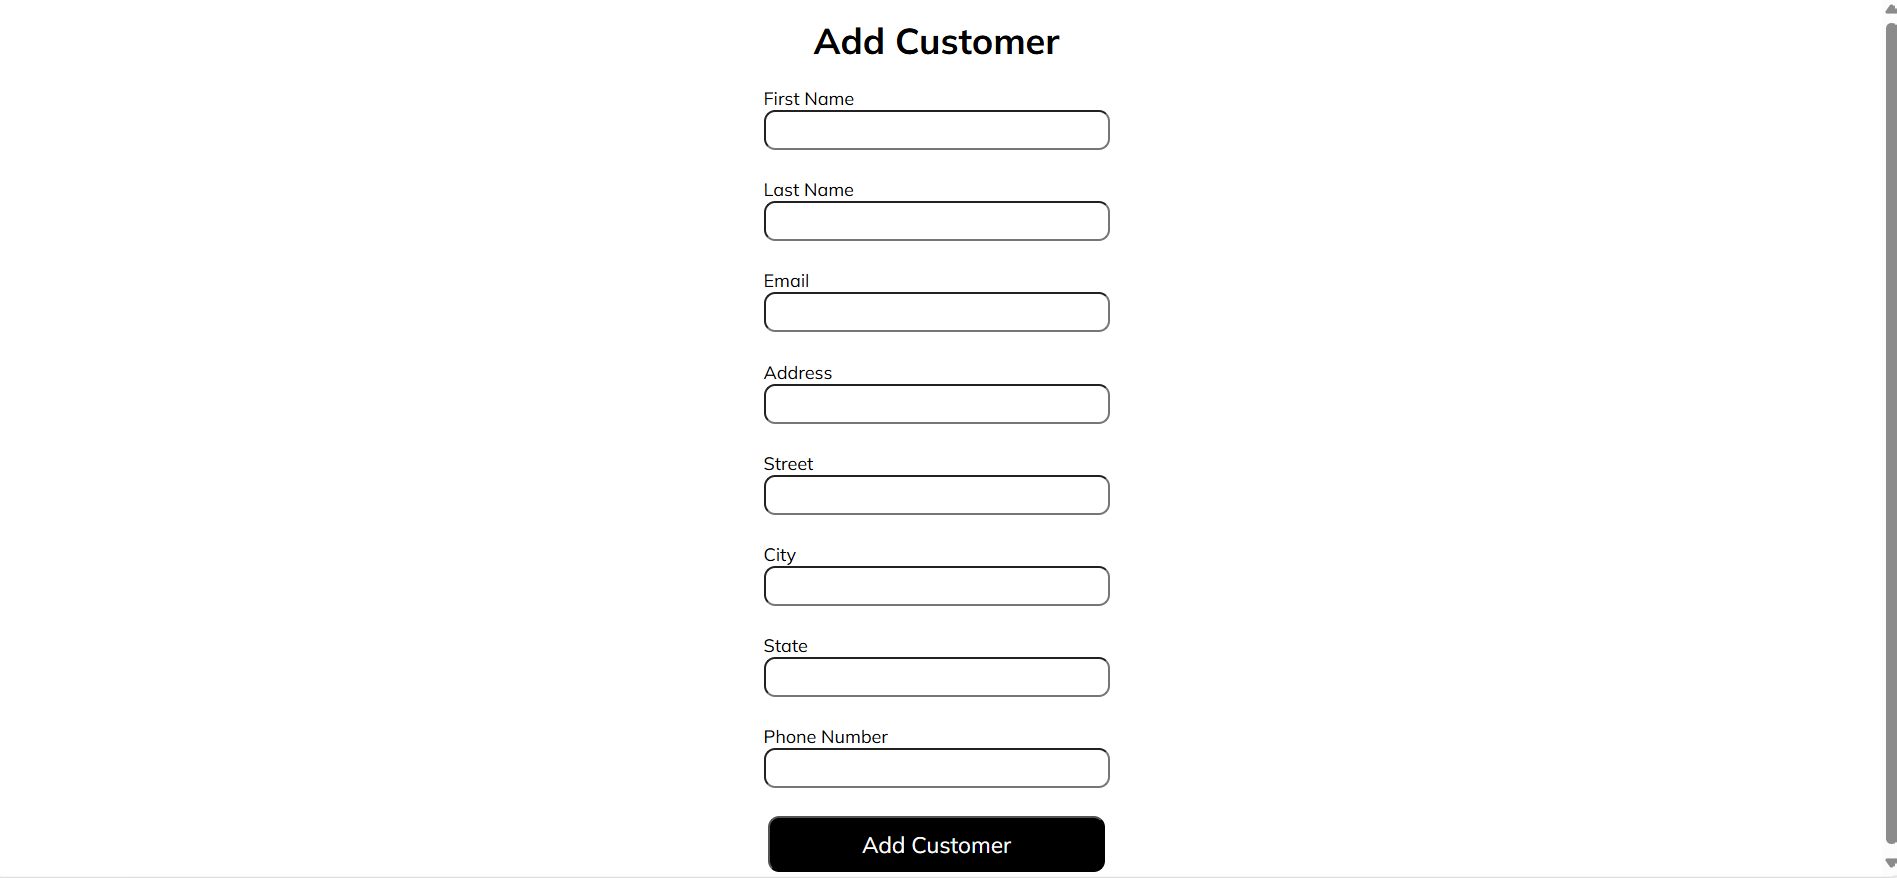 Add Customer
First Name
Last Name
Email
Address
Street
City
State
Phone Number
Add Customer